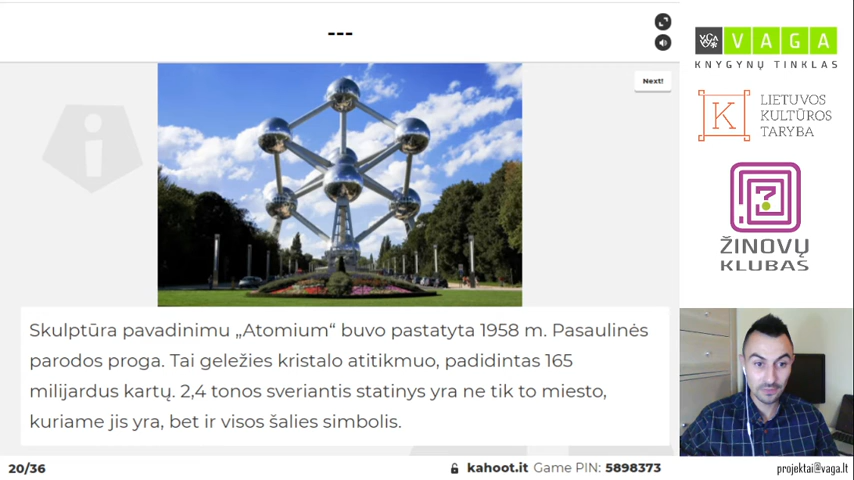 ---
Next!
Skulptūra pavadinimu „Atomium“ buvo pastatyta 1958 m. Pasaulinės
parodos proga. Tai geležies kristalo atitikmuo, padidintas 165
milijardus kartų. 2,4 tonos sveriantis statinys yra ne tik to miesto,
kuriame jis yra, bet ir visos šalies simbolis.
20/36
kahoot.it Game PIN: 5898373
VAGA
KNYGYNŲ TINKLAS
K
LIETUVOS
KULTŪROS
TARYBA
?
ŽINOVŲ
KLUBAS
projektai@vaga.lt